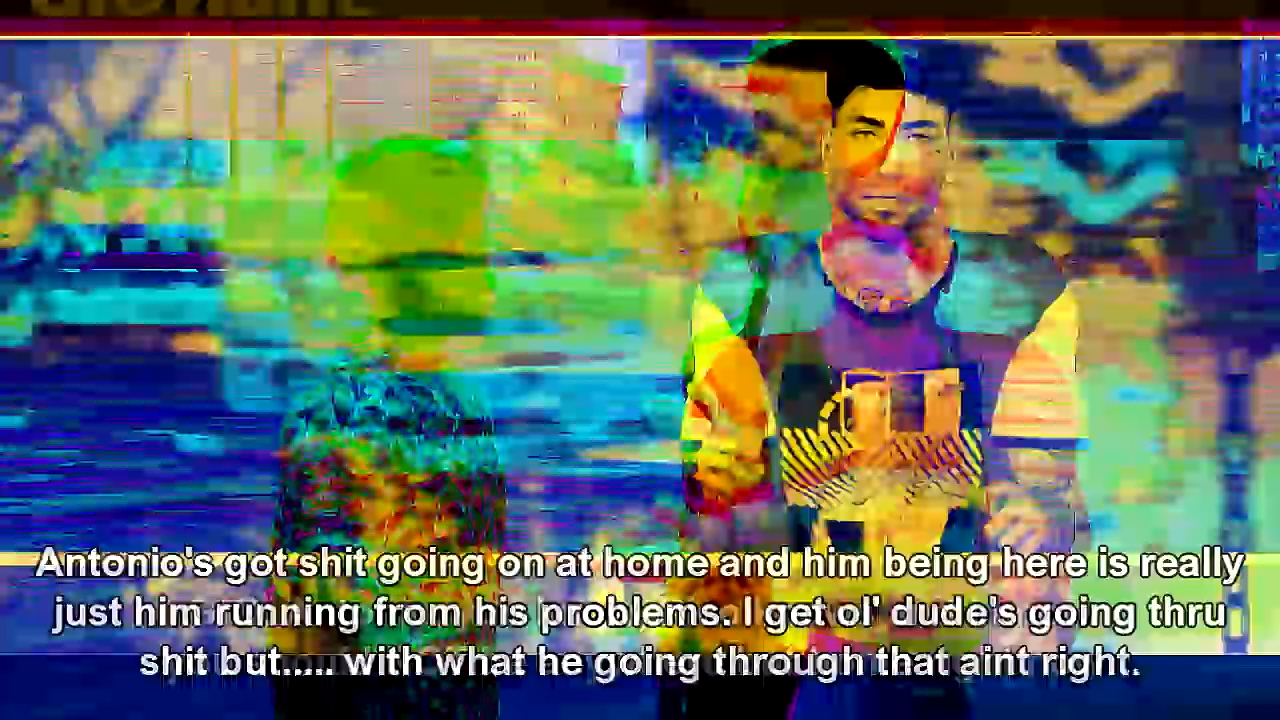 Antonio's got shit going on at home and him being here is really
just him running from his problems. I get ol' dude's going thru
shit but..... with what he going through that aint right.